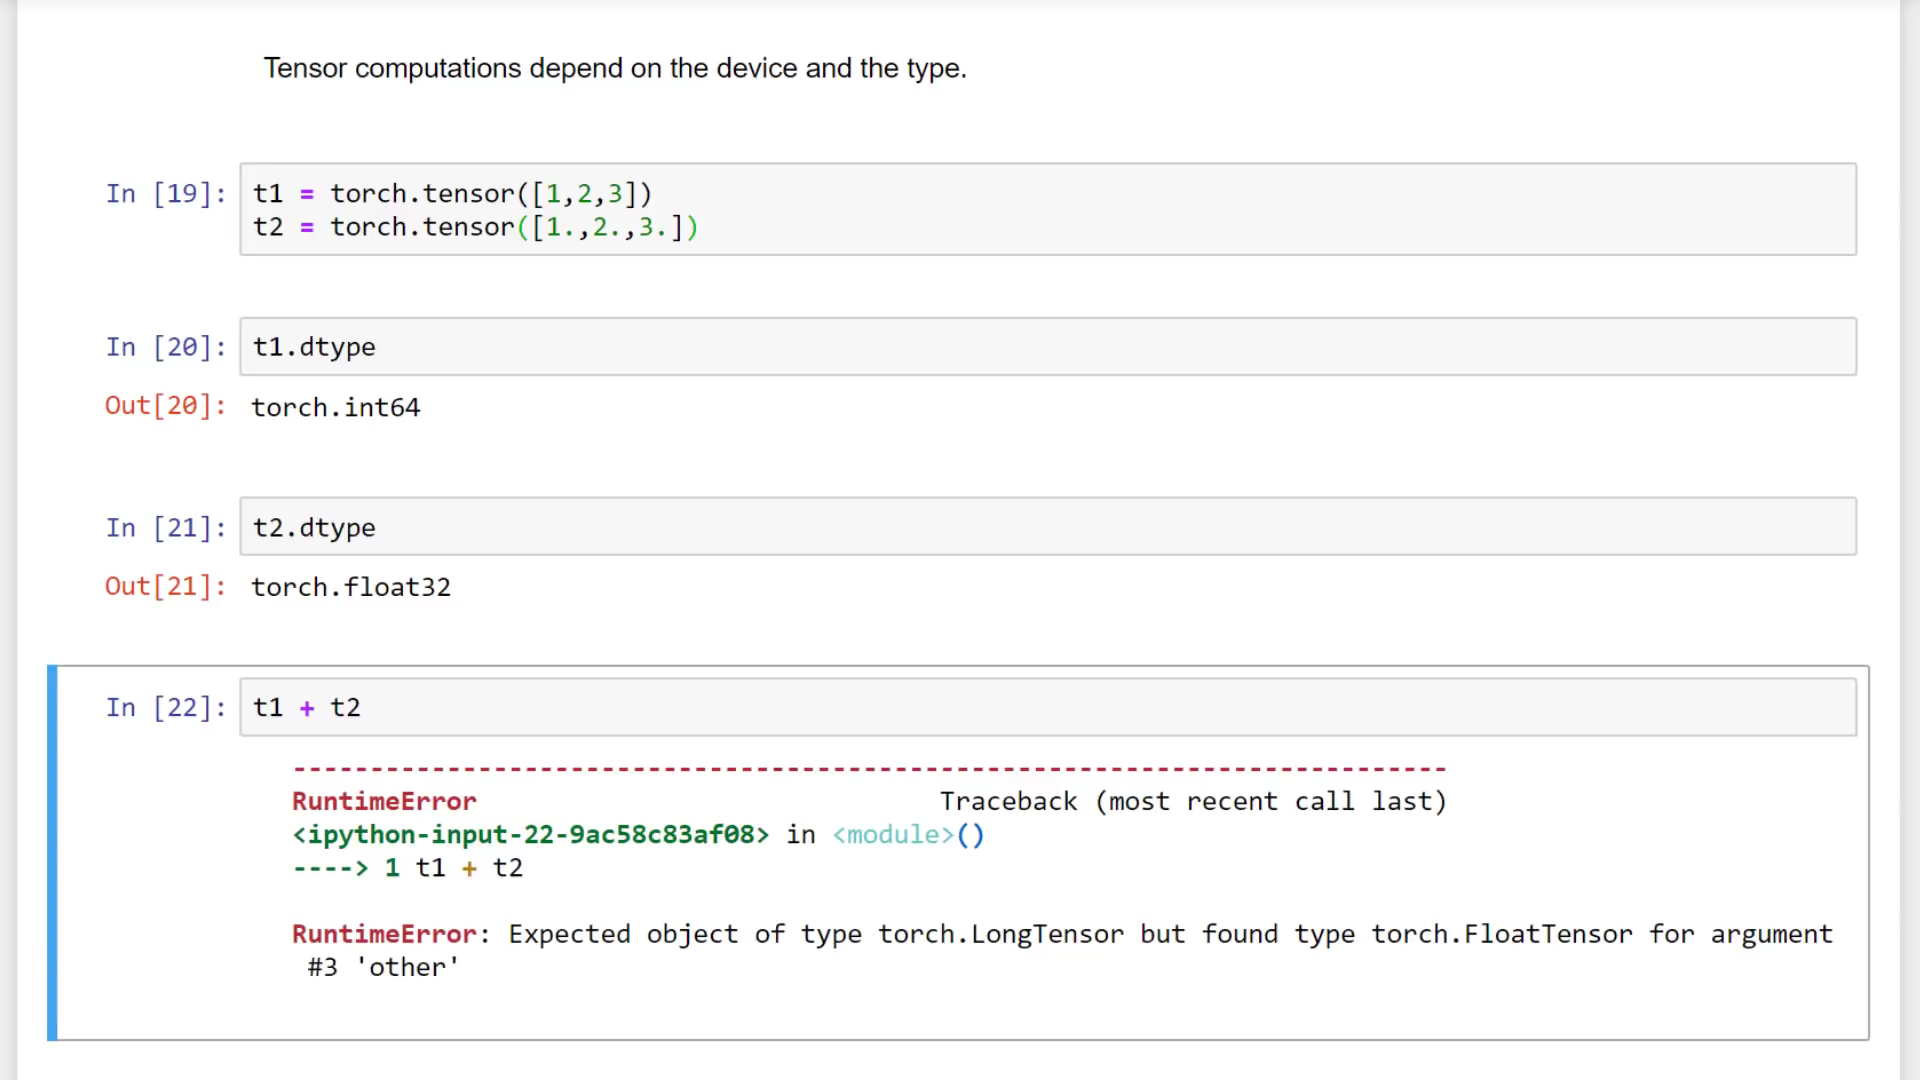 Tensor computations depend on the device and the type.
In [19]: t1 = torch.tensor([1,2,3])
t2 = torch.tensor([1.,2.,3.])
In [20]: t1.dtype
Out[20]: torch.int64
In [21]: t2.dtype
Out[21]: torch.float32
In [22]: t1 + t2
---------------------------------------------------------------------------
RuntimeError                              Traceback (most recent call last)
<ipython-input-22-9ac58c83af08> in <module>()
----> 1 t1 + t2
RuntimeError: Expected object of type torch.LongTensor but found type torch.FloatTensor for argument
#3 'other'